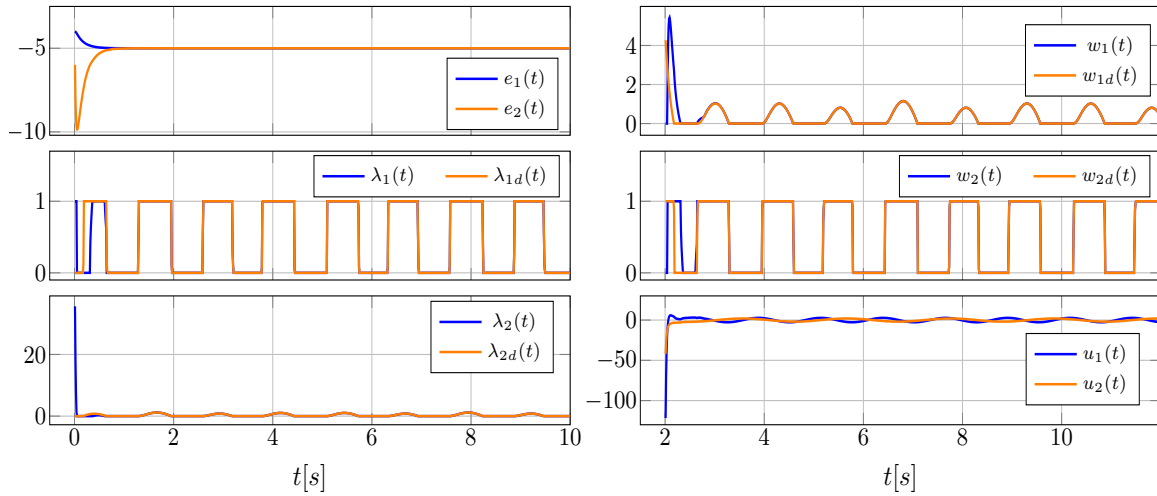 −5
−10
e₁(t)
e₂(t)
1
0
λ₁(t) λ₁d(t)
20
0
λ₂(t)
λ₂d(t)
0 2 4 6 8 10
t[s]
4
2
0
w₁(t)
w₁d(t)
1
0
w₂(t) w₂d(t)
0
−50
−100
u₁(t)
u₂(t)
2 4 6 8 10
t[s]